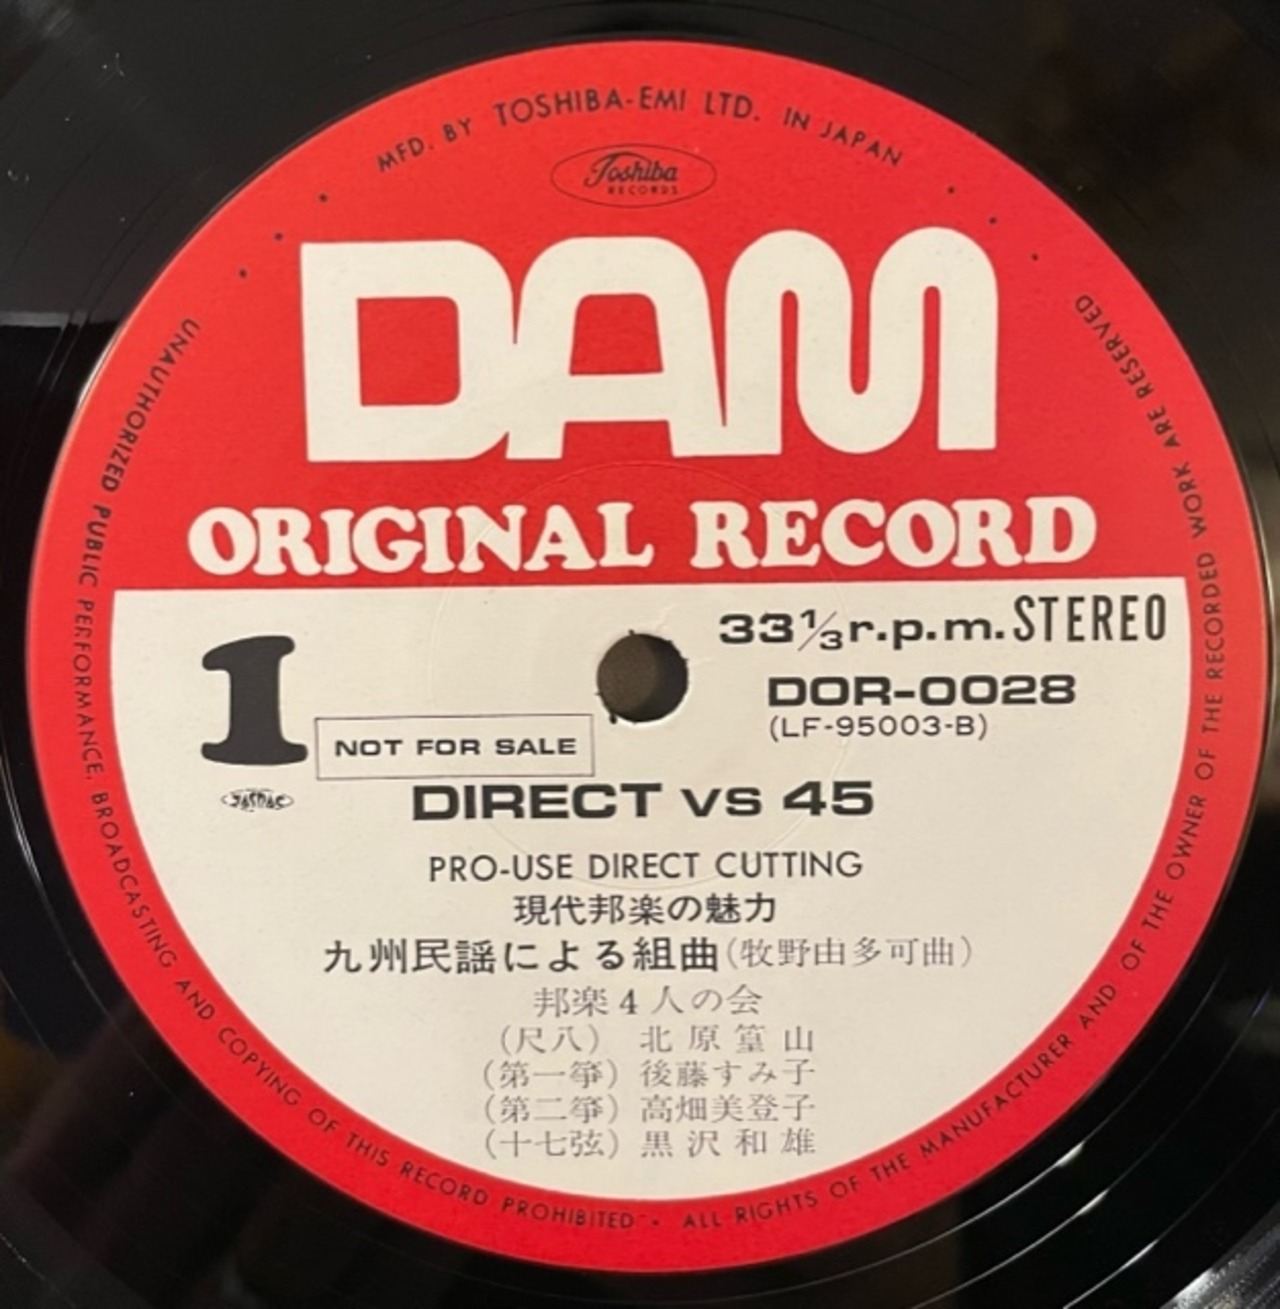 MFD. BY TOSHIBA-EMI LTD. IN JAPAN
Toshiba
RECORDS
DAM
ORIGINAL RECORD
33 1/3 r.p.m. STEREO
1
DOR-0028
(LF-95003-B)
NOT FOR SALE
JASRAC
DIRECT vs 45
PRO-USE DIRECT CUTTING
現代邦楽の魅力
九州民謡による組曲(牧野由多可曲)
邦楽4人の会
(尺八) 北原篁山
(第一箏) 後藤すみ子
(第二箏) 高畑美登子
(十七弦) 黒沢和雄
UNAUTHORIZED PUBLIC PERFORMANCE, BROADCASTING AND COPYING OF THIS RECORD PROHIBITED • ALL RIGHTS OF THE MANUFACTURER AND OF THE OWNER OF THE RECORDED WORK ARE RESERVED